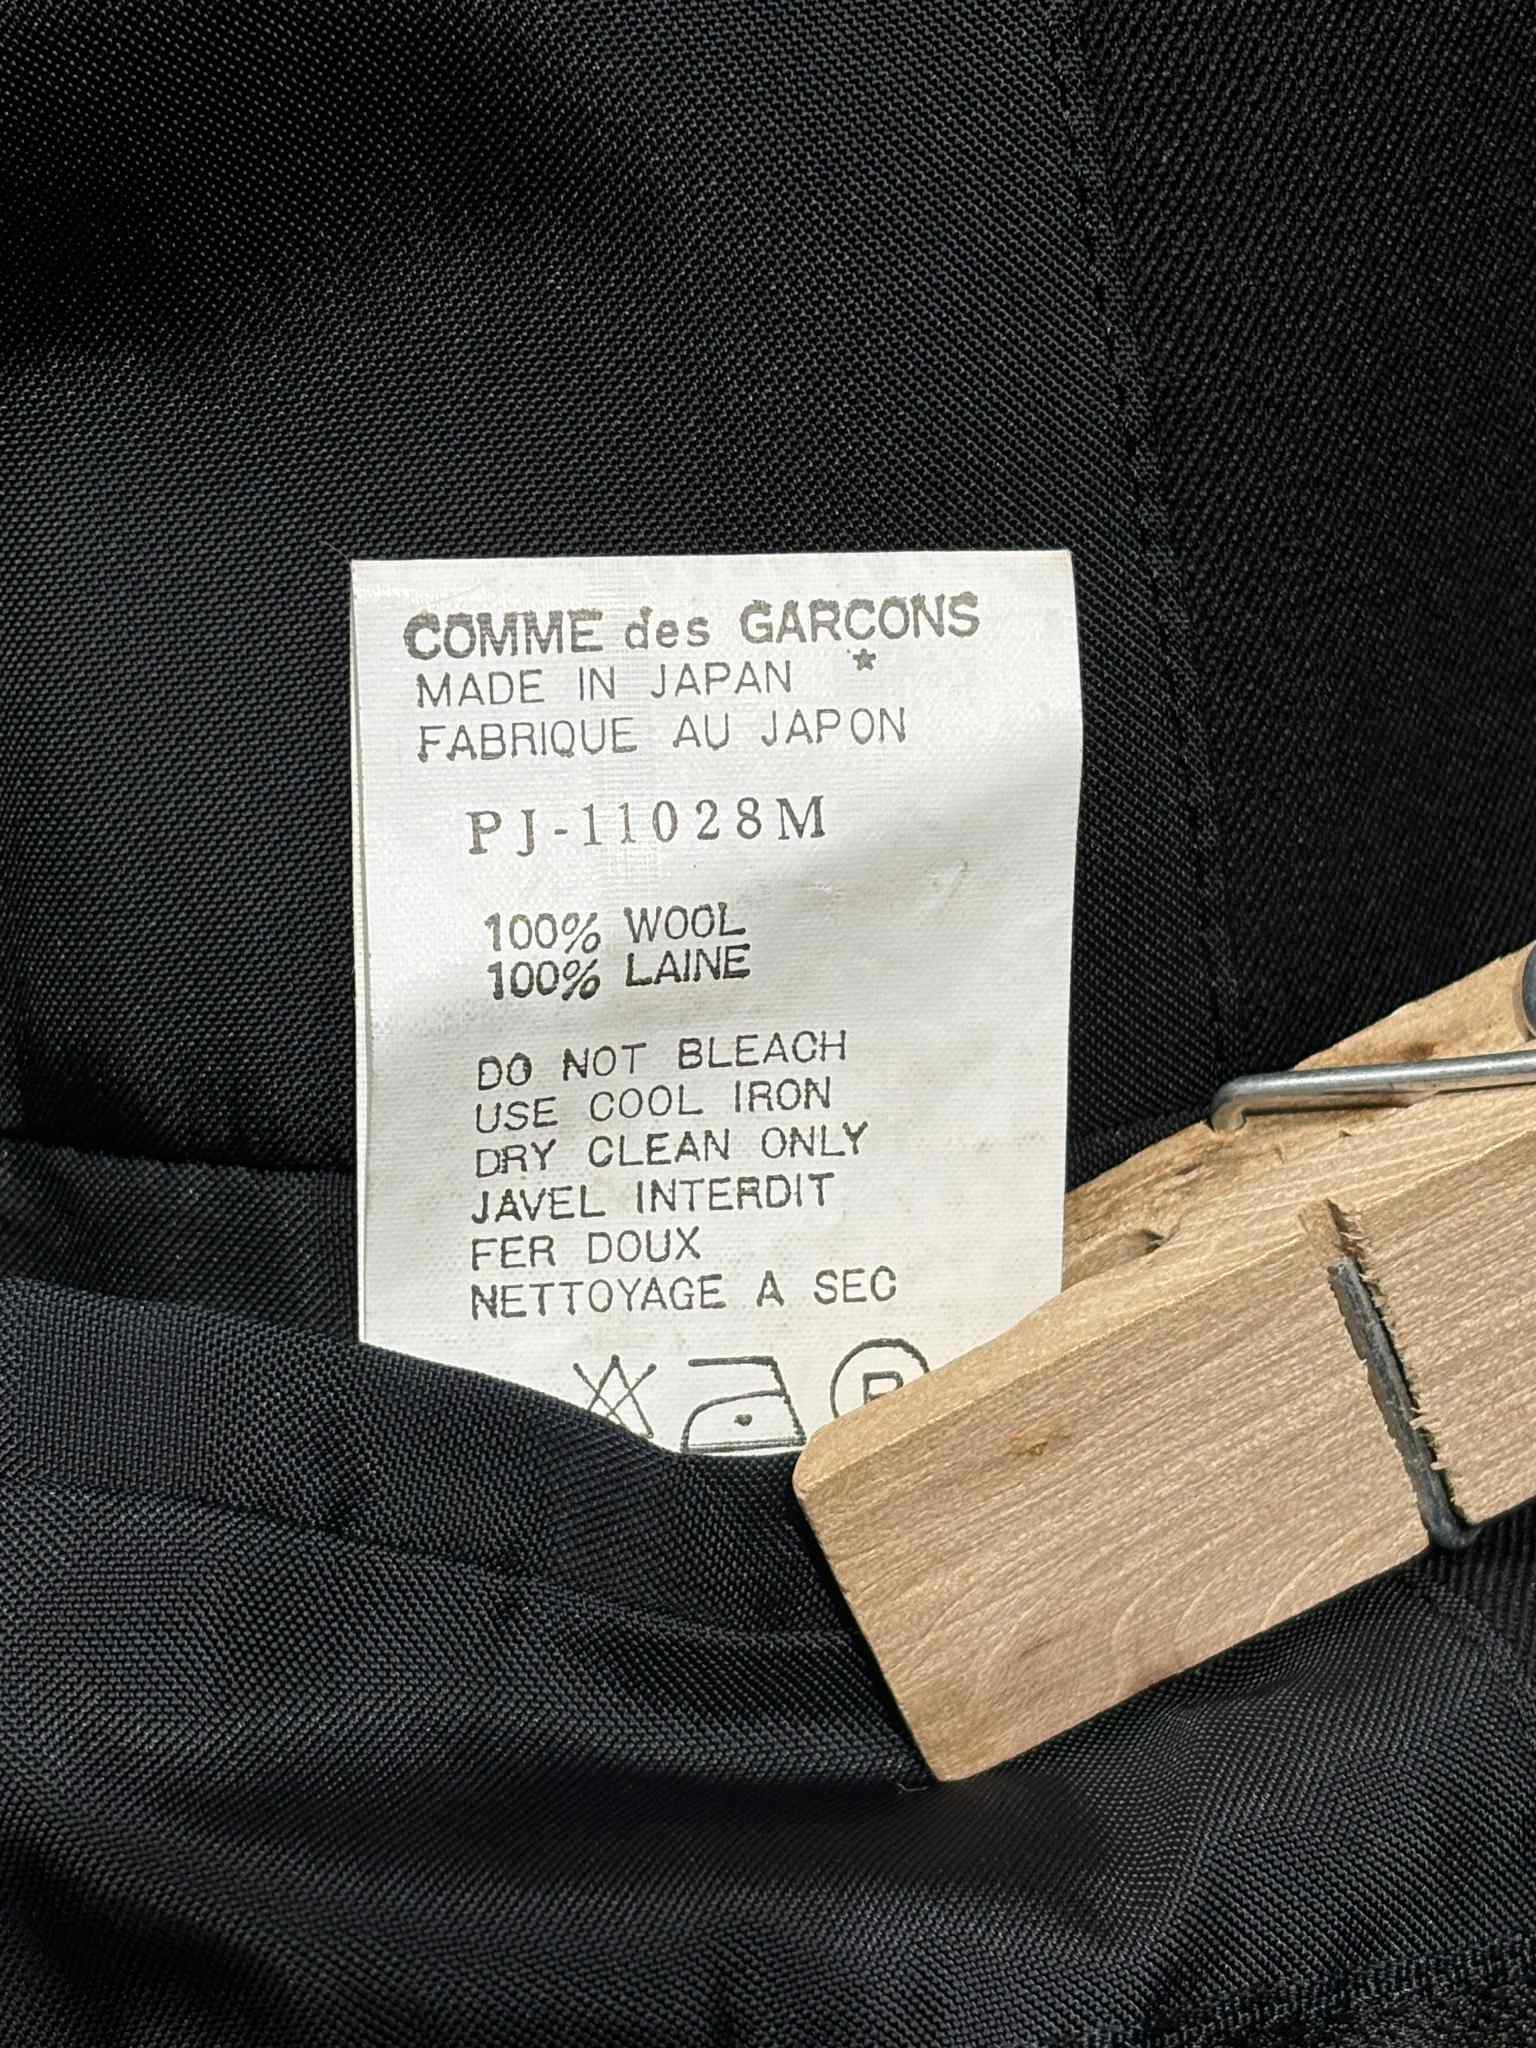 COMME des GARCONS
★
MADE IN JAPAN
FABRIQUE AU JAPON
PJ-11028M
100% WOOL
100% LAINE
DO NOT BLEACH
USE COOL IRON
DRY CLEAN ONLY
JAVEL INTERDIT
FER DOUX
NETTOYAGE A SEC
P